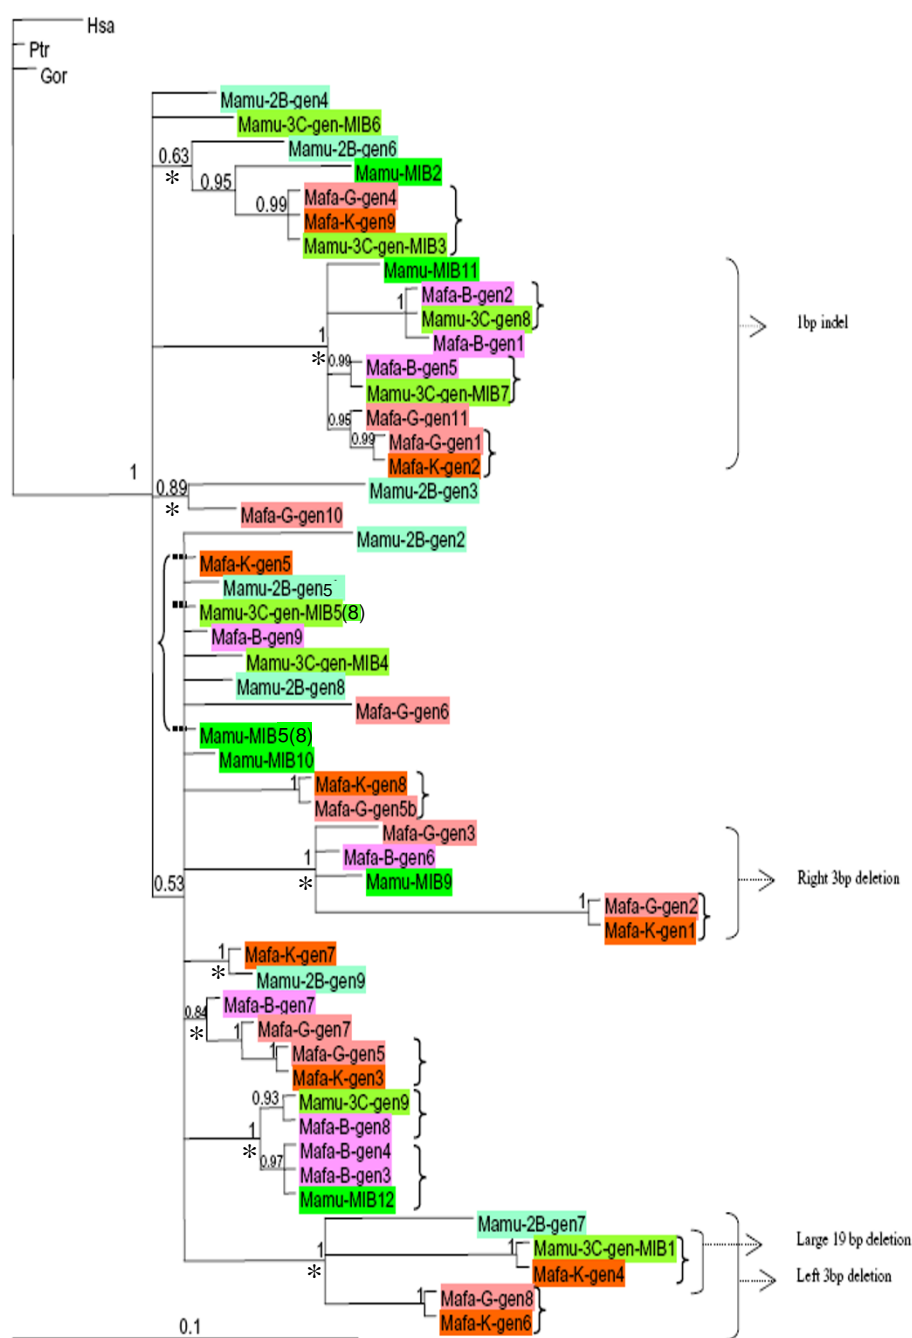 Hsa
Ptr
Gor
Mamu-2B-gen4
Mamu-3C-gen-MIB6
Mamu-2B-gen6
0.63
*
Mamu-MIB2
0.95
Mafa-G-gen4
0.99
Mafa-K-gen9
Mamu-3C-gen-MIB3
Mamu-MIB11
Mafa-B-gen2
1
Mamu-3C-gen8
1bp indel
Mafa-B-gen1
1
*
0.99
Mafa-B-gen5
Mamu-3C-gen-MIB7
Mafa-G-gen11
0.95
0.99
Mafa-G-gen1
Mafa-K-gen2
1
0.89
*
Mamu-2B-gen3
Mafa-G-gen10
Mamu-2B-gen2
Mafa-K-gen5
Mamu-2B-gen5
Mamu-3C-gen-MIB5(8)
Mafa-B-gen9
Mamu-3C-gen-MIB4
Mamu-2B-gen8
Mafa-G-gen6
Mamu-MIB5(8)
Mamu-MIB10
1
Mafa-K-gen8
Mafa-G-gen5b
Mafa-G-gen3
1
Mafa-B-gen6
*
Mamu-MIB9
Right 3bp deletion
0.53
1
Mafa-G-gen2
Mafa-K-gen1
1
Mafa-K-gen7
*
Mamu-2B-gen9
Mafa-B-gen7
0.84
*
1
Mafa-G-gen7
1
Mafa-G-gen5
Mafa-K-gen3
0.93
Mamu-3C-gen9
Mafa-B-gen8
1
*
Mafa-B-gen4
0.97
Mafa-B-gen3
Mamu-MIB12
Mamu-2B-gen7
1
*
1
Mamu-3C-gen-MIB1
Large 19 bp deletion
Mafa-K-gen4
Left 3bp deletion
1
Mafa-G-gen8
Mafa-K-gen6
0.1